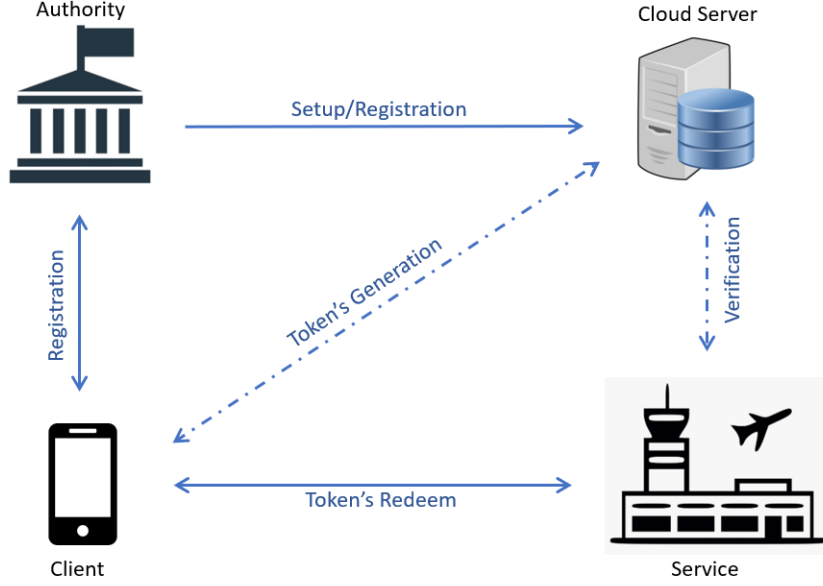 Authority
Cloud Server
Setup/Registration
Registration
Token's Generation
Verification
Token's Redeem
Client
Service